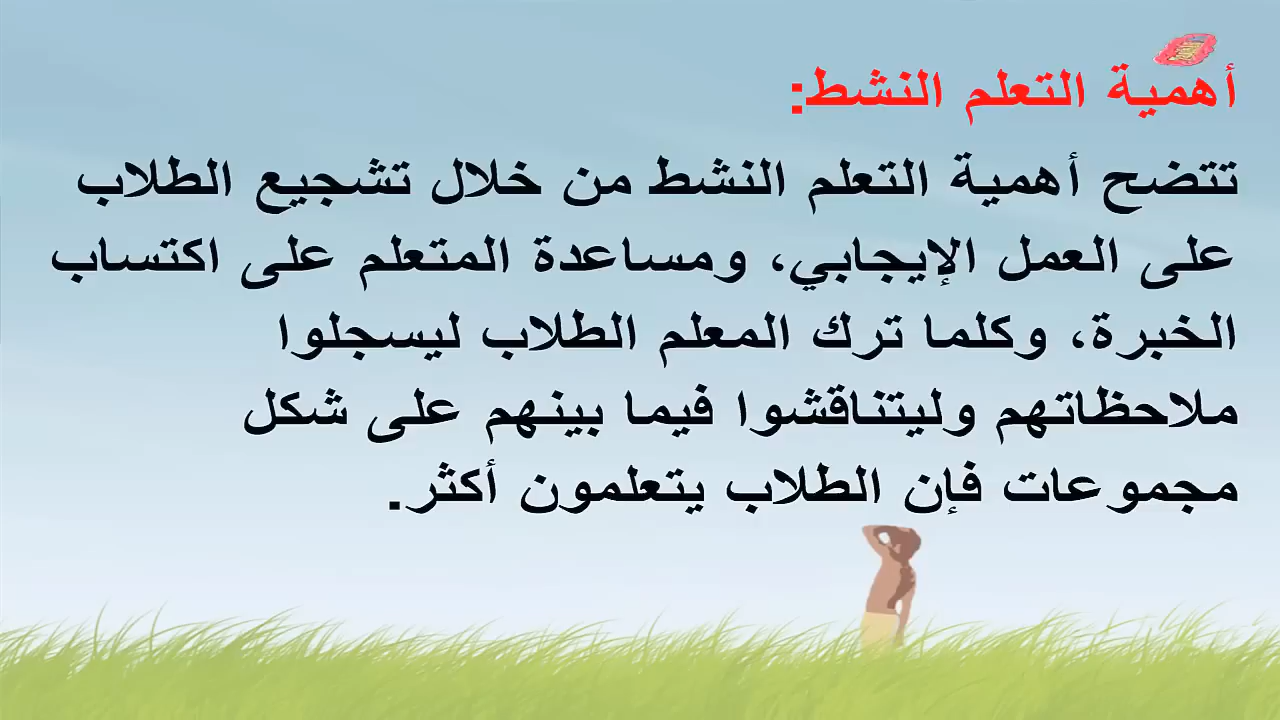 أهمية التعلم النشط:
تتضح أهمية التعلم النشط من خلال تشجيع الطلاب
على العمل الإيجابي، ومساعدة المتعلم على اكتساب
الخبرة، وكلما ترك المعلم الطلاب ليسجلوا
ملاحظاتهم وليتناقشوا فيما بينهم على شكل
مجموعات فإن الطلاب يتعلمون أكثر.